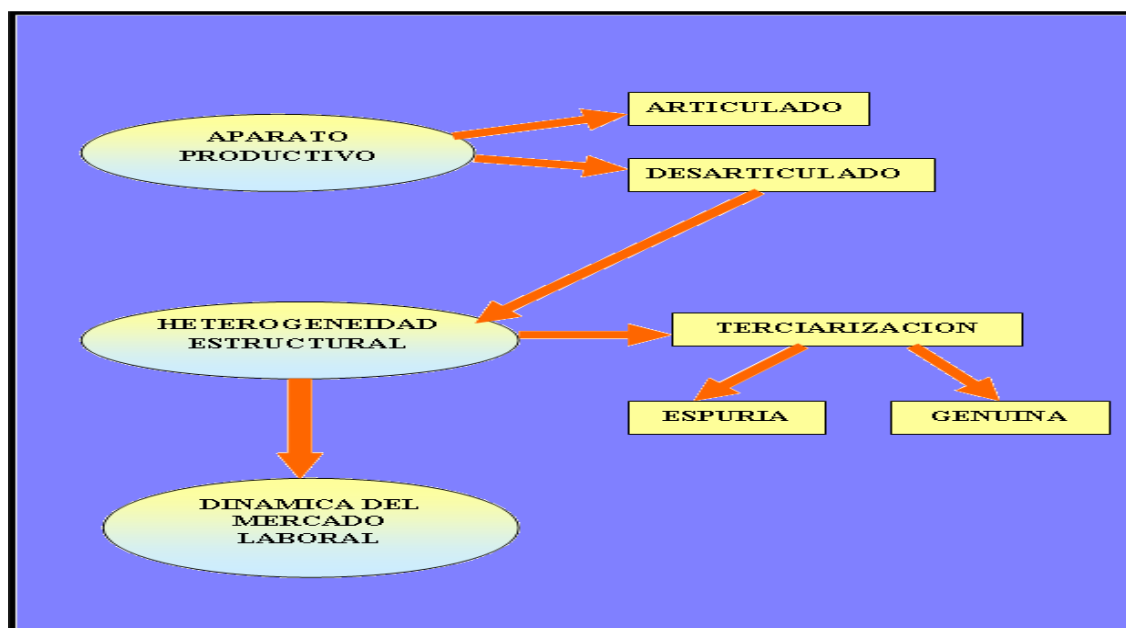 ARTICULADO
APARATO
PRODUCTIVO
DESARTICULADO
HETEROGENEIDAD
ESTRUCTURAL
TERCIARIZACION
ESPURIA
GENUINA
DINAMICA DEL
MERCADO
LABORAL